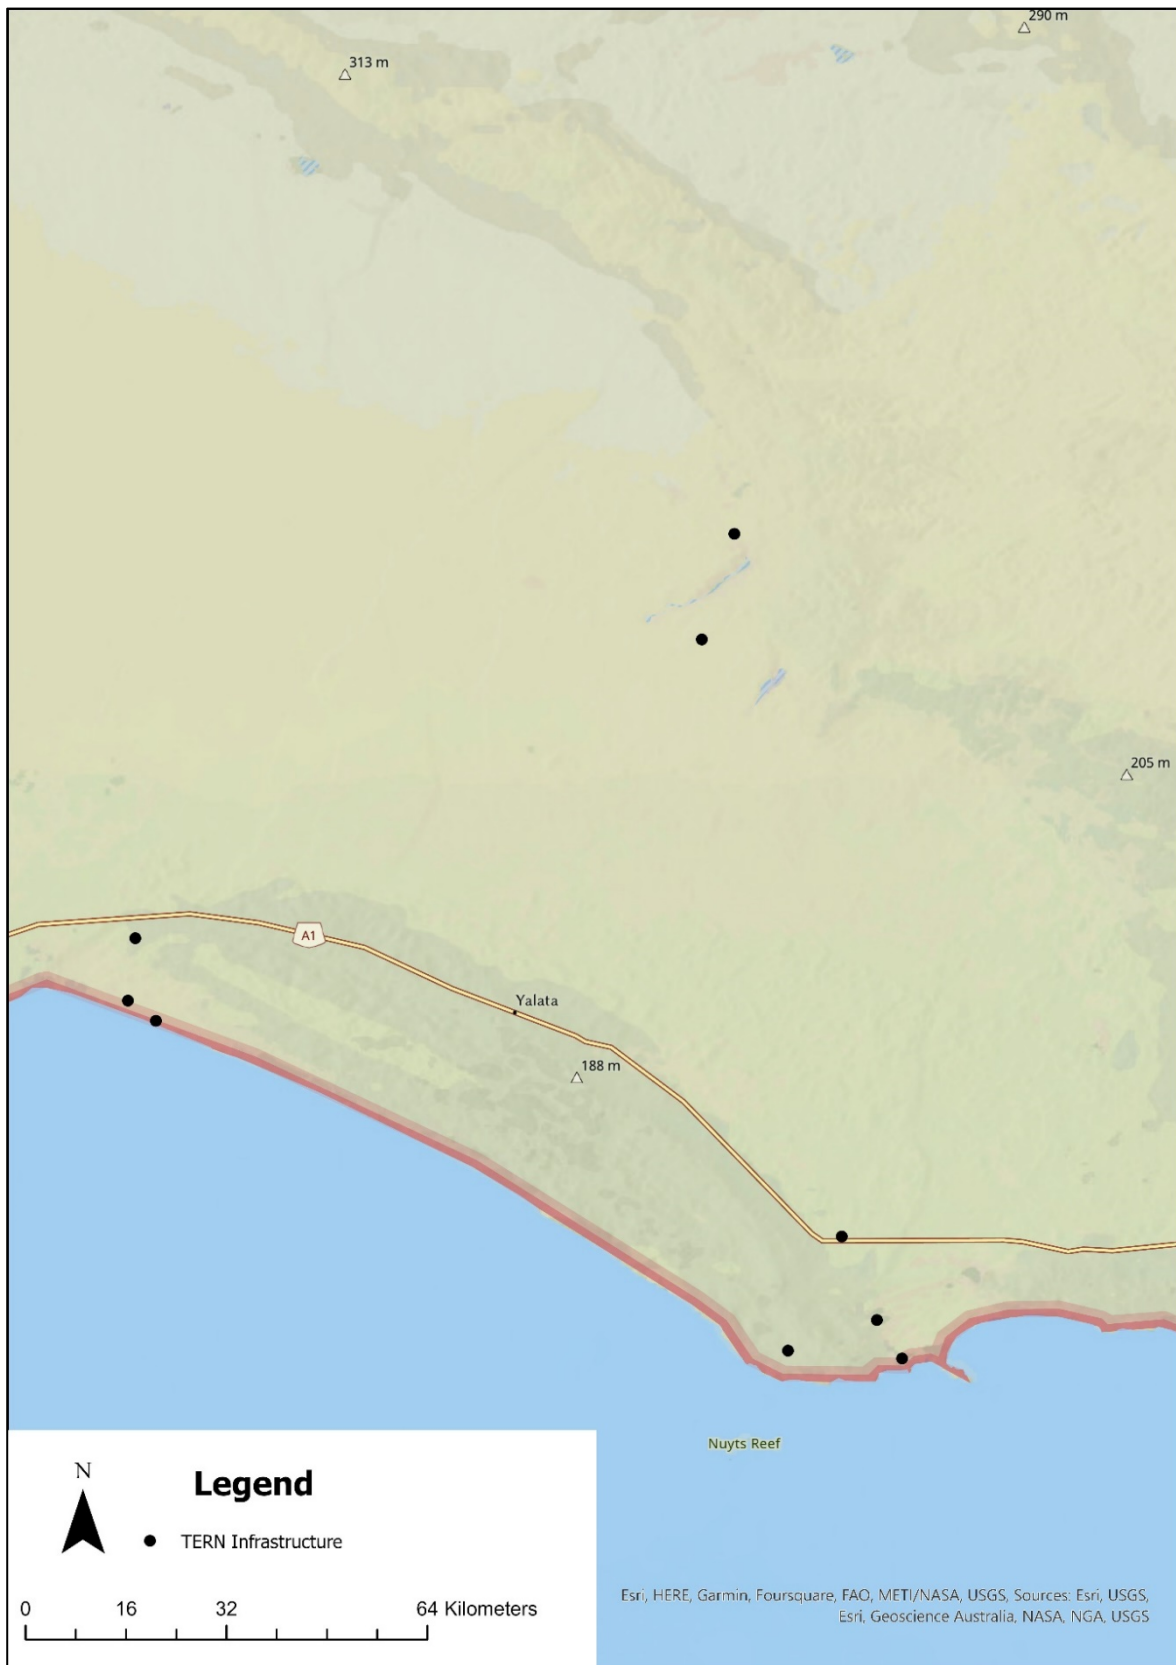 290 m
313 m
205 m
A1
Yalata
188 m
Nuyts Reef
N
Legend
TERN Infrastructure
0 16 32 64 Kilometers
Esri, HERE, Garmin, Foursquare, FAO, METI/NASA, USGS, Sources: Esri, USGS,
Esri, Geoscience Australia, NASA, NGA, USGS